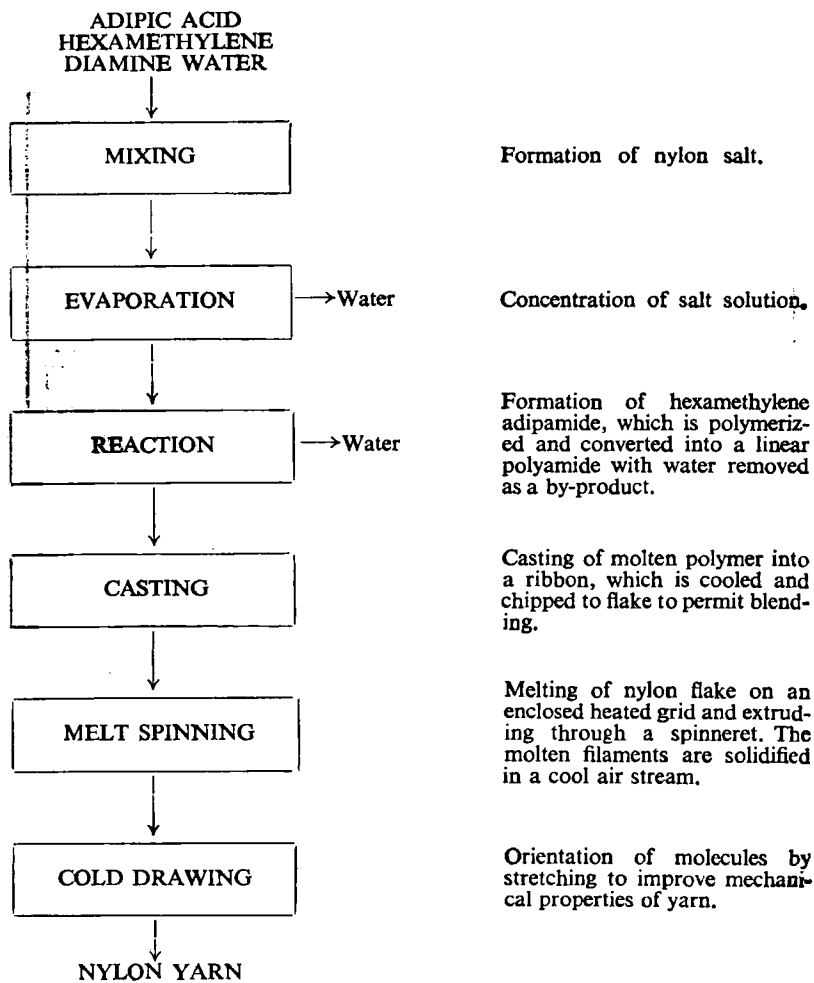 ADIPIC ACID
HEXAMETHYLENE
DIAMINE WATER
MIXING
Formation of nylon salt.
EVAPORATION
Water
Concentration of salt solution.
REACTION
Water
Formation of hexamethylene
adipamide, which is polymeriz-
ed and converted into a linear
polyamide with water removed
as a by-product.
CASTING
Casting of molten polymer into
a ribbon, which is cooled and
chipped to flake to permit blend-
ing.
MELT SPINNING
Melting of nylon flake on an
enclosed heated grid and extrud-
ing through a spinneret. The
molten filaments are solidified
in a cool air stream.
COLD DRAWING
Orientation of molecules by
stretching to improve mechani-
cal properties of yarn.
NYLON YARN